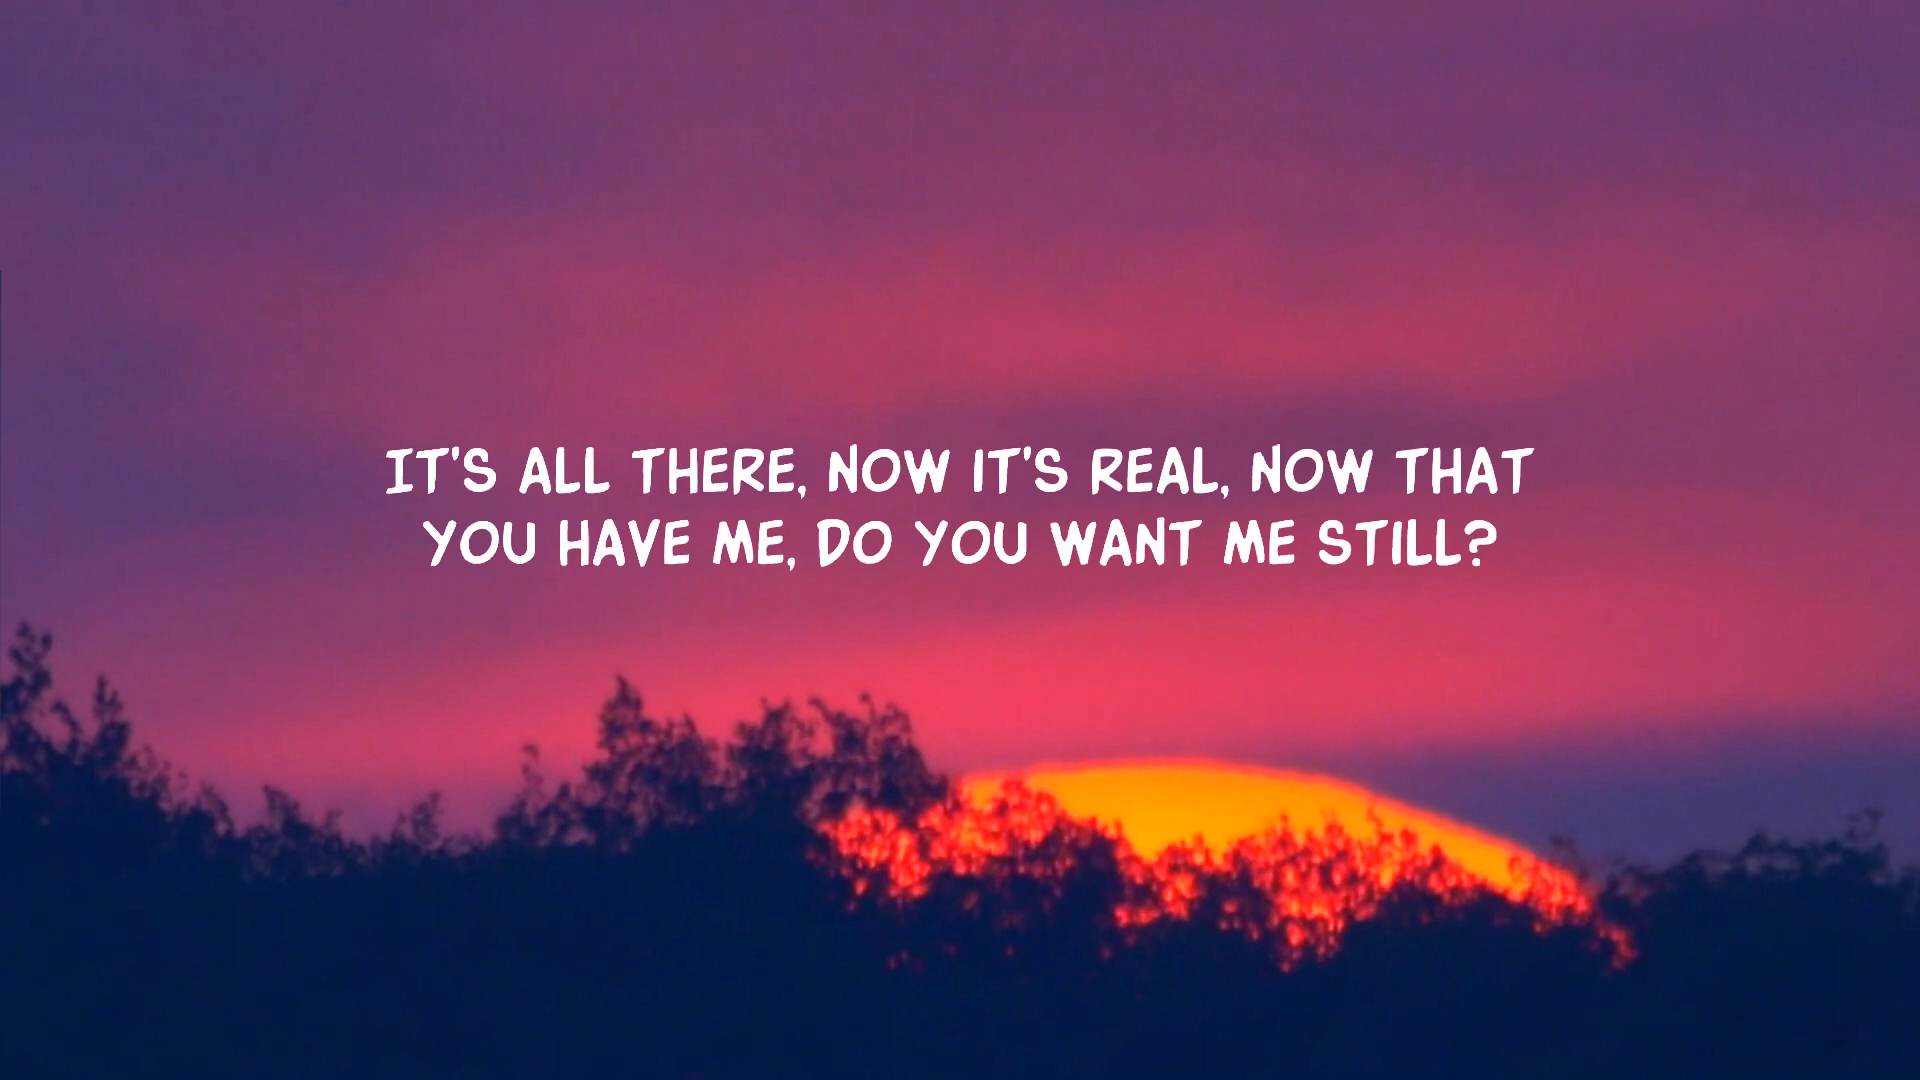 IT'S ALL THERE, NOW IT'S REAL, NOW THAT
YOU HAVE ME, DO YOU WANT ME STILL?